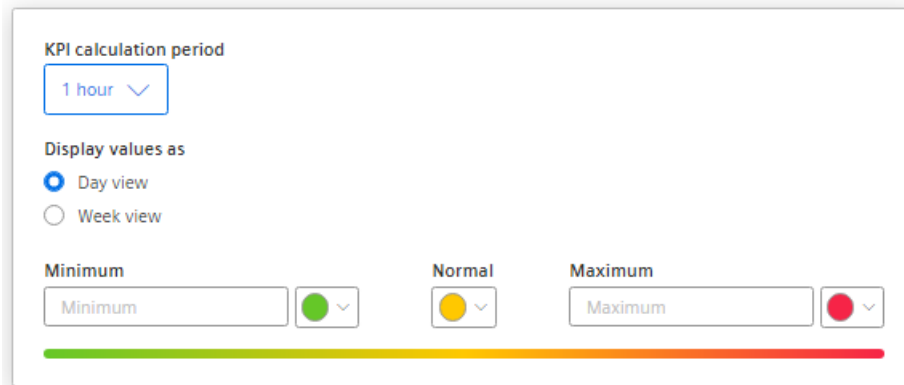 KPI calculation period
1 hour
Display values as
Day view
Week view
Minimum Normal Maximum
Minimum Maximum